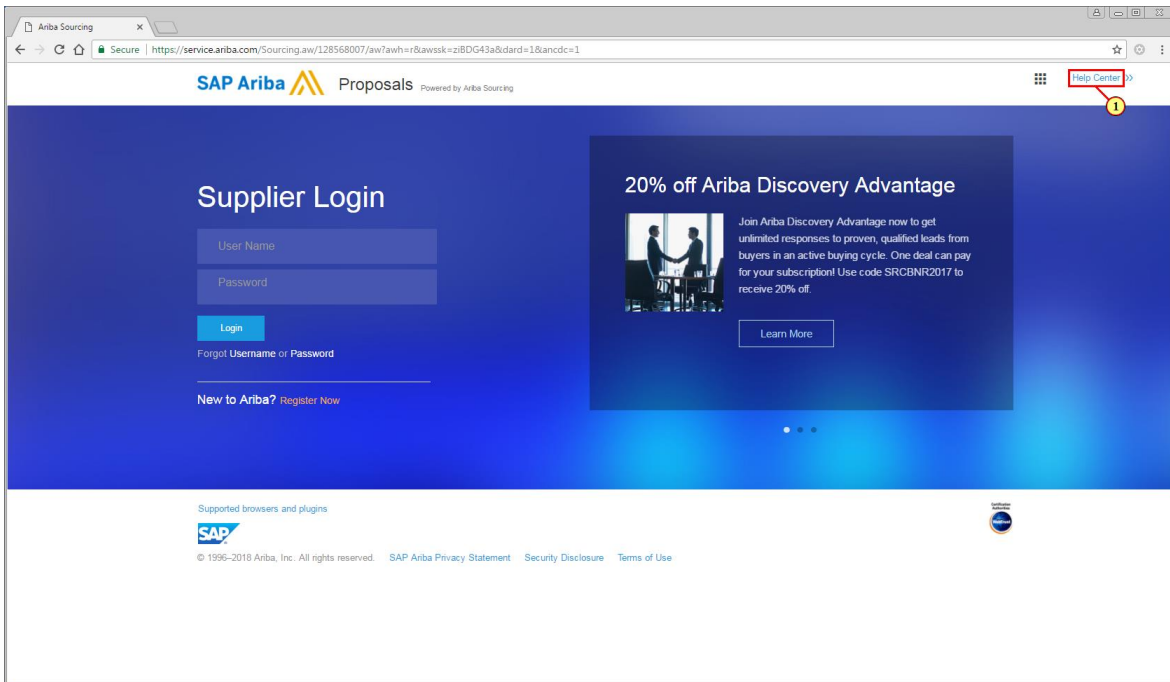 Ariba Sourcing
Secure | https://service.ariba.com/Sourcing.aw/128568007/aw?awh=r&awssk=ziBDG43a&dard=1&ancdc=1
SAP Ariba Proposals Powered by Ariba Sourcing
Help Center »
1
Supplier Login
User Name
Password
Login
Forgot Username or Password
New to Ariba? Register Now
20% off Ariba Discovery Advantage
Join Ariba Discovery Advantage now to get
unlimited responses to proven, qualified leads from
buyers in an active buying cycle. One deal can pay
for your subscription! Use code SRCBNR2017 to
receive 20% off.
Learn More
Supported browsers and plugins
SAP
© 1996–2018 Ariba, Inc. All rights reserved. SAP Ariba Privacy Statement Security Disclosure Terms of Use